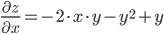 ∂z/∂x = −2·x·y−y²+y